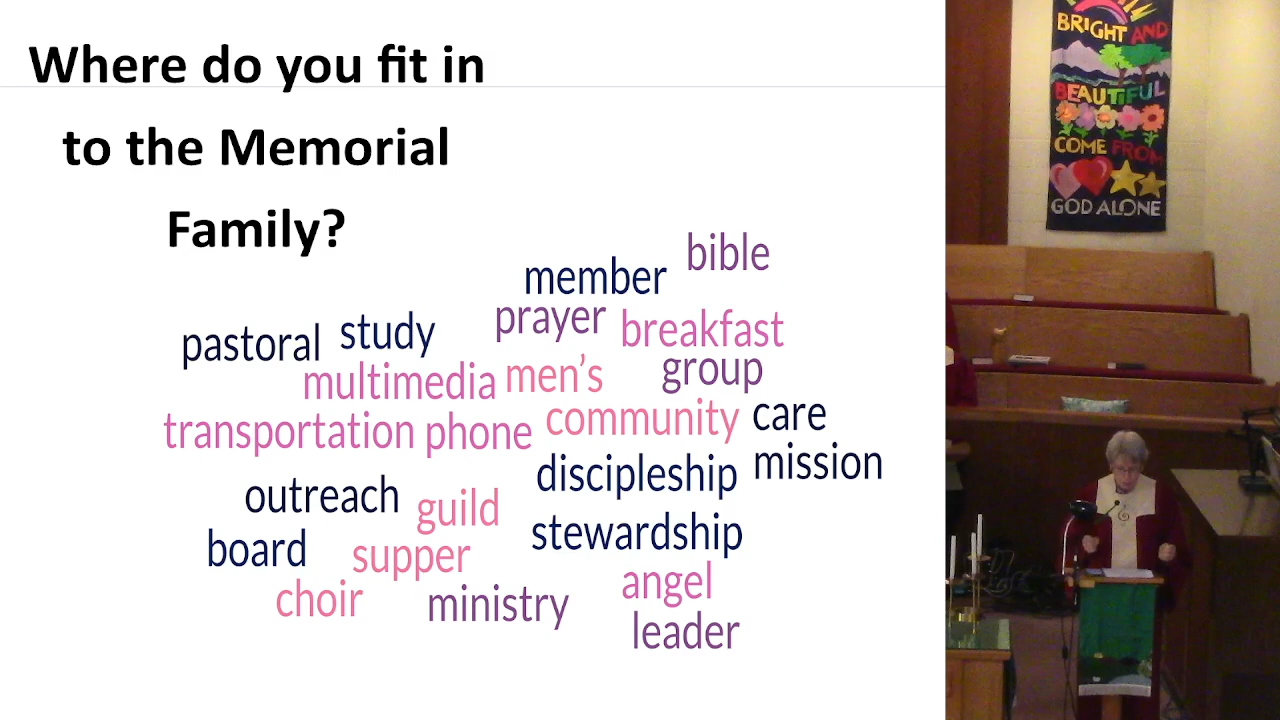 Where do you fit in
to the Memorial
Family?
bible
member
prayer breakfast
pastoral study
multimedia men's group
transportation phone community care
discipleship mission
outreach guild
stewardship
board supper
angel
choir ministry
leader
BRIGHT AND
BEAUTIFUL
COME FROM
GOD ALONE